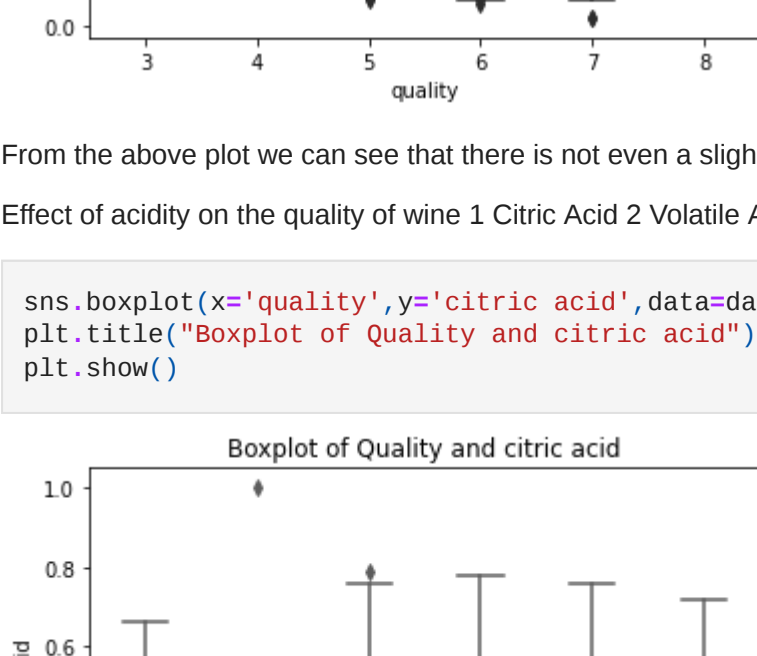 0.0
3 4 5 6 7 8
quality
From the above plot we can see that there is not even a
Effect of acidity on the quality of wine 1 Citric Acid 2 Volatile
sns.boxplot(x='quality',y='citric acid',data=da
plt.title("Boxplot of Quality and citric acid")
plt.show()
Boxplot of Quality and citric acid
1.0
0.8
0.6